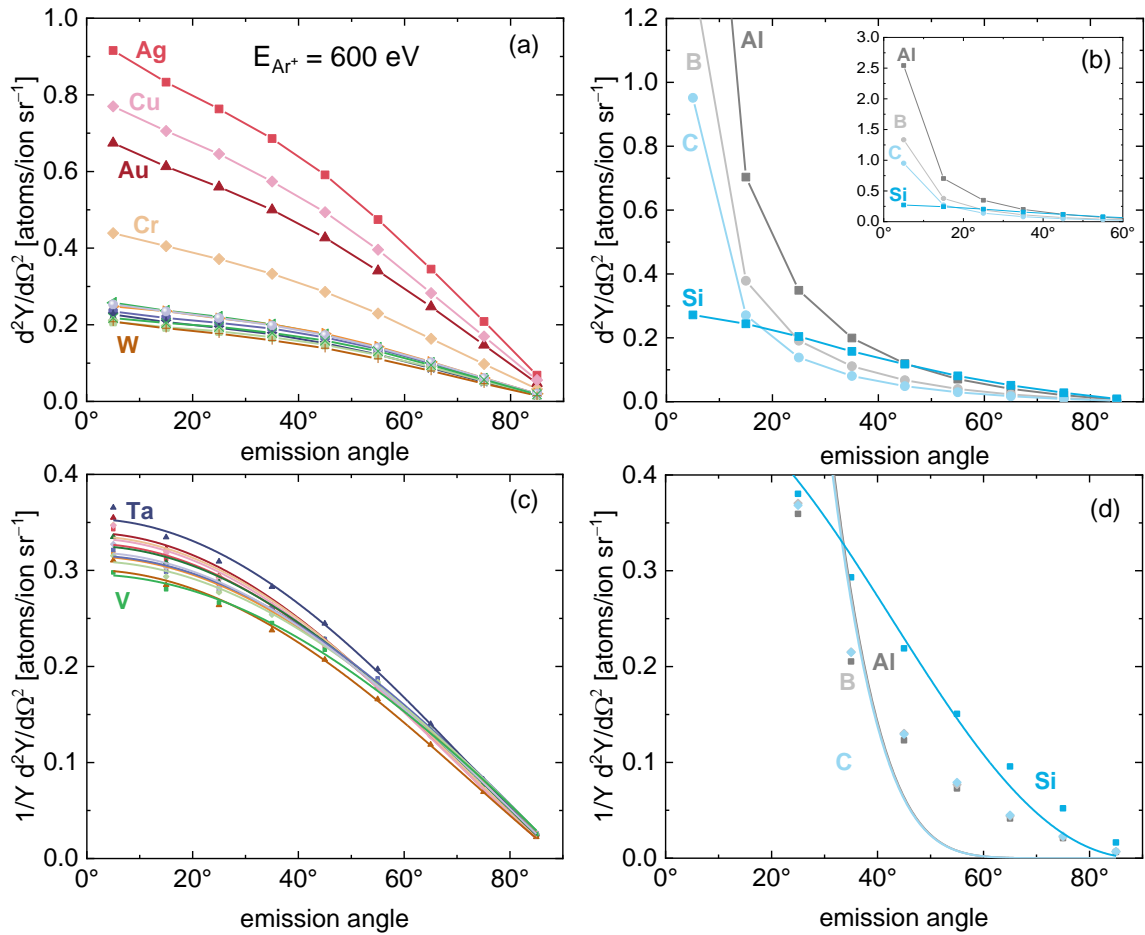 (a)
E_Ar+ = 600 eV
Ag
Cu
Au
Cr
W
1.0
0.8
0.6
0.4
0.2
0.0
0°
20°
40°
60°
80°
emission angle
d²Y/dΩ² [atoms/ion sr⁻¹]
(b)
Al
B
C
Si
1.2
1.0
0.8
0.6
0.4
0.2
0.0
0°
20°
40°
60°
80°
emission angle
d²Y/dΩ² [atoms/ion sr⁻¹]
3.0
2.5
2.0
1.5
1.0
0.5
0.0
Al
B
C
Si
0°
20°
40°
60°
(c)
Ta
V
0.4
0.3
0.2
0.1
0.0
0°
20°
40°
60°
80°
emission angle
1/Y d²Y/dΩ² [atoms/ion sr⁻¹]
(d)
Al
B
C
Si
0.4
0.3
0.2
0.1
0.0
0°
20°
40°
60°
80°
emission angle
1/Y d²Y/dΩ² [atoms/ion sr⁻¹]